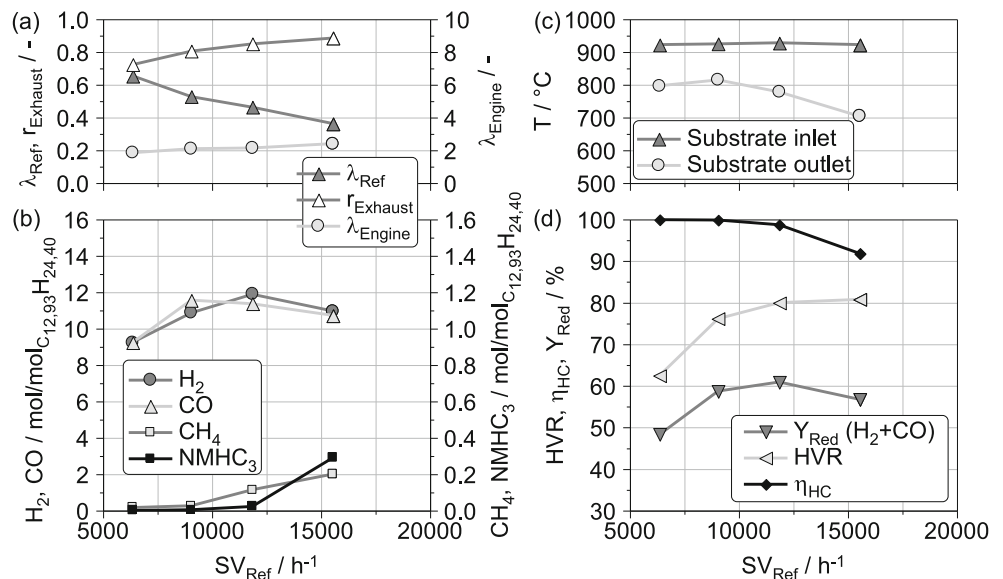 (a)
1.0
0.8
0.6
0.4
0.2
0.0
λRef, rExhaust / -
10
8
6
4
2
0
λEngine / -
λRef
rExhaust
λEngine
(b)
16
14
12
10
8
6
4
2
0
H2, CO / mol/molC12,93H24,40
1.6
1.4
1.2
1.0
0.8
0.6
0.4
0.2
0.0
CH4, NMHC3 / mol/molC12,93H24,40
H2
CO
CH4
NMHC3
5000 10000 15000 20000
SVRef / h-1
(c)
1000
900
800
700
600
500
T / °C
Substrate inlet
Substrate outlet
(d)
100
90
80
70
60
50
40
30
HVR, ηHC, YRed / %
YRed (H2+CO)
HVR
ηHC
5000 10000 15000 20000
SVRef / h-1